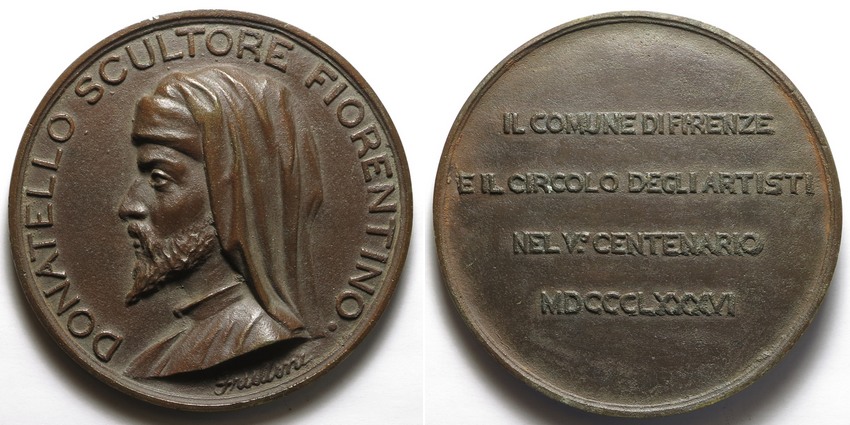 DONATELLO SCULTORE FIORENTINO.
IL COMUNE DI FIRENZE
E IL CIRCOLO DEGLI ARTISTI
NEL V.º CENTENARIO
MDCCCLXXXVI